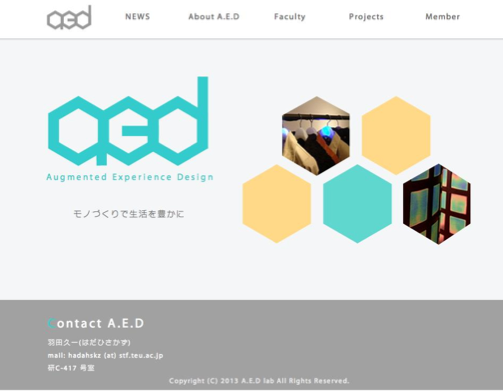 aed NEWS About A.E.D Faculty Projects Member
aed
Augmented Experience Design
モノづくりで生活を豊かに
Contact A.E.D
羽田久一(はだひさかず)
mail: hadahskz (at) stf.teu.ac.jp
研C-417 号室
Copyright (C) 2013 A.E.D lab All Rights Reserved.